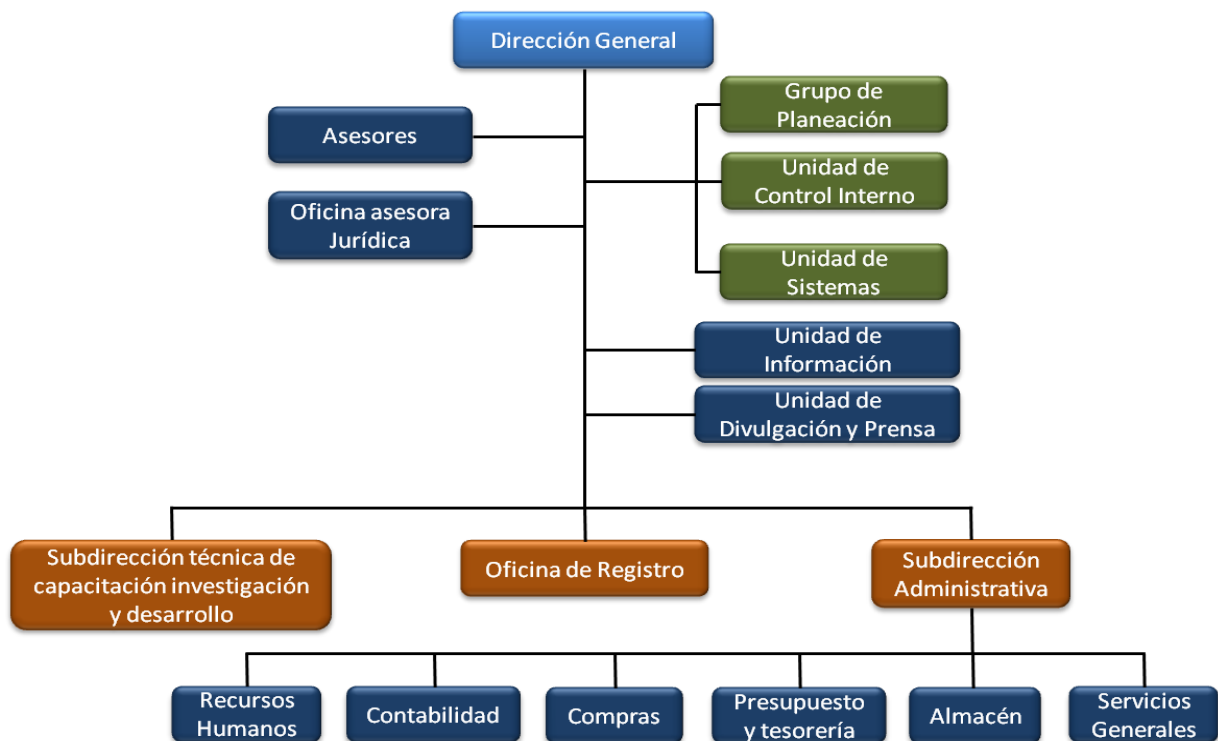 Dirección General
Asesores
Oficina asesora
Jurídica
Grupo de
Planeación
Unidad de
Control Interno
Unidad de
Sistemas
Unidad de
Información
Unidad de
Divulgación y Prensa
Subdirección técnica de
capacitación investigación
y desarrollo
Oficina de Registro
Subdirección
Administrativa
Recursos
Humanos
Contabilidad
Compras
Presupuesto
y tesorería
Almacén
Servicios
Generales